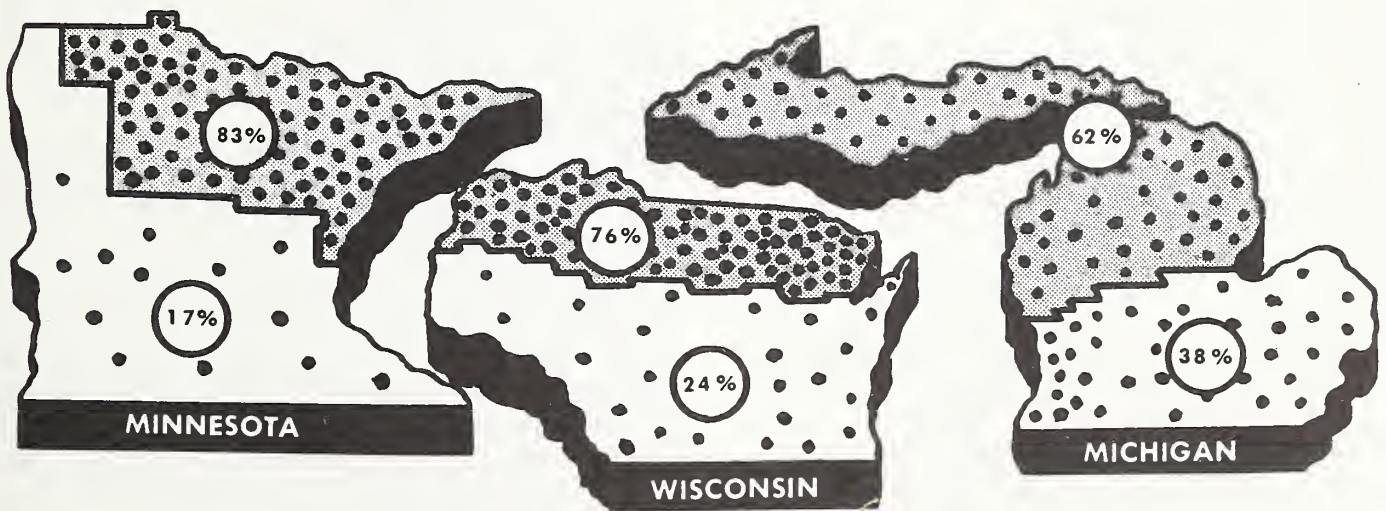 83%
17%
MINNESOTA
76%
24%
WISCONSIN
62%
38%
MICHIGAN